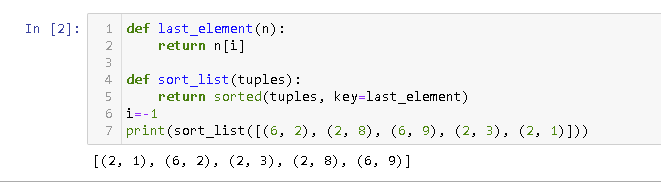 In [2]:
1 def last_element(n):
2     return n[i]
3
4 def sort_list(tuples):
5     return sorted(tuples, key=last_element)
6 i=-1
7 print(sort_list([(6, 2), (2, 8), (6, 9), (2, 3), (2, 1)]))
[(2, 1), (6, 2), (2, 3), (2, 8), (6, 9)]